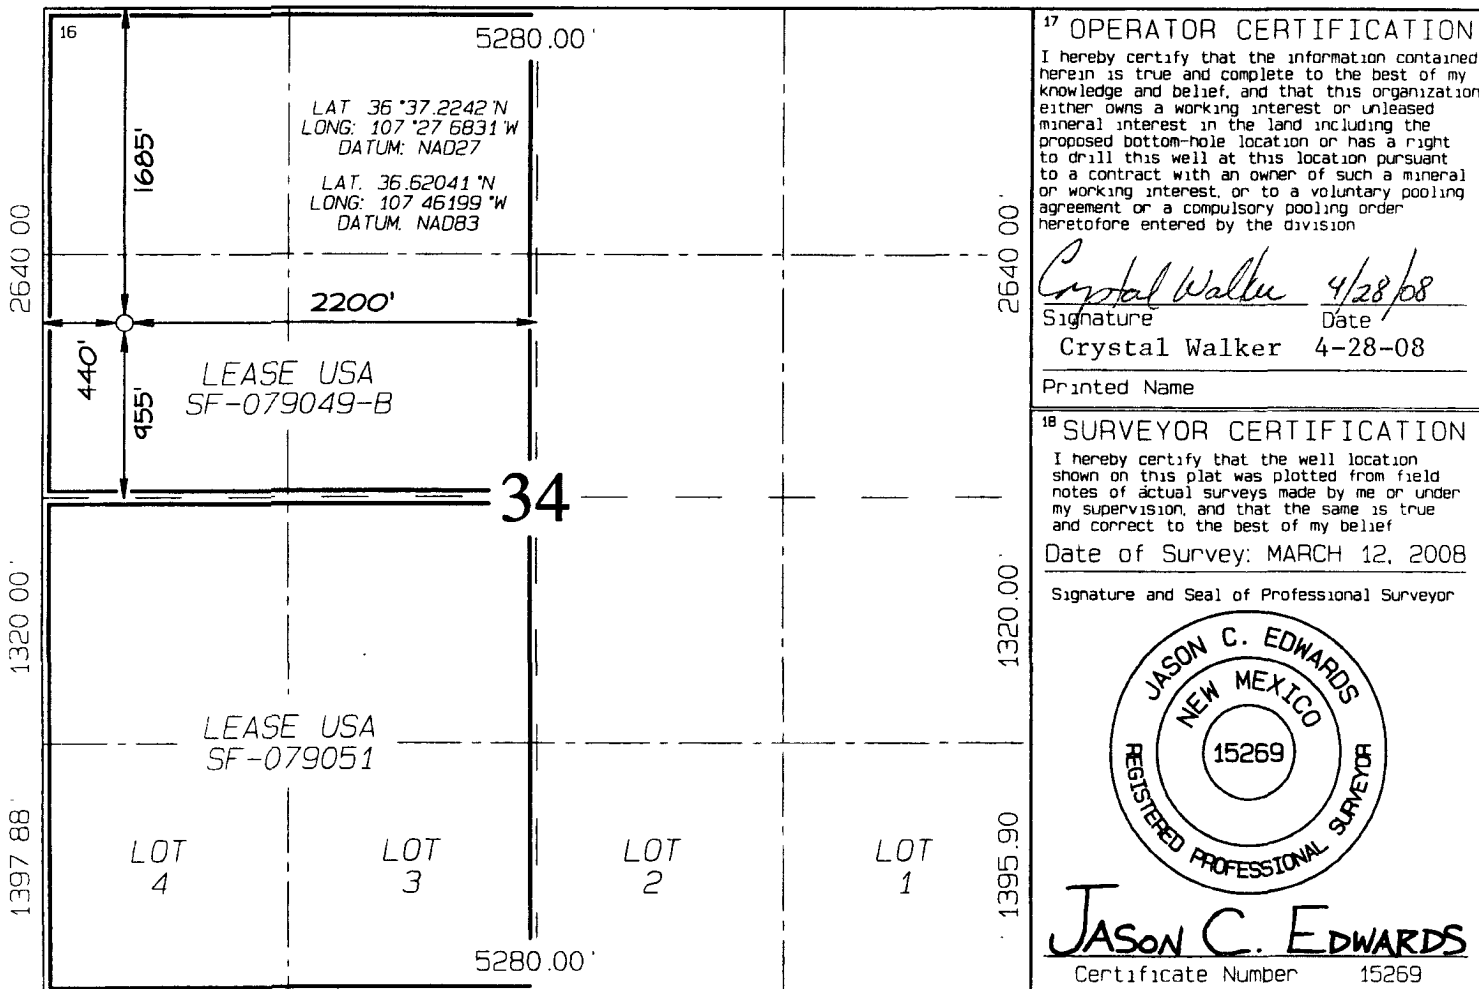 16
5280.00'
LAT 36 °37.2242'N
LONG: 107 °27 6831'W
DATUM: NAD27
LAT. 36.62041 °N
LONG: 107 46199 °W
DATUM. NAD83
1685'
2640 00'
2640 00'
2200'
440'
955'
LEASE USA
SF-079049-B
34
1320 00'
1320.00'
LEASE USA
SF-079051
1397 88'
1395.90
LOT
4
LOT
3
LOT
2
LOT
1
5280.00'
17 OPERATOR CERTIFICATION
I hereby certify that the information contained
herein is true and complete to the best of my
knowledge and belief, and that this organization
either owns a working interest or unleased
mineral interest in the land including the
proposed bottom-hole location or has a right
to drill this well at this location pursuant
to a contract with an owner of such a mineral
or working interest, or to a voluntary pooling
agreement or a compulsory pooling order
heretofore entered by the division
Crystal Walker 4/28/08
Signature Date
Crystal Walker 4-28-08
Printed Name
18 SURVEYOR CERTIFICATION
I hereby certify that the well location
shown on this plat was plotted from field
notes of actual surveys made by me or under
my supervision, and that the same is true
and correct to the best of my belief
Date of Survey: MARCH 12, 2008
Signature and Seal of Professional Surveyor
JASON C. EDWARDS
NEW MEXICO
15269
REGISTERED PROFESSIONAL SURVEYOR
JASON C. EDWARDS
Certificate Number 15269